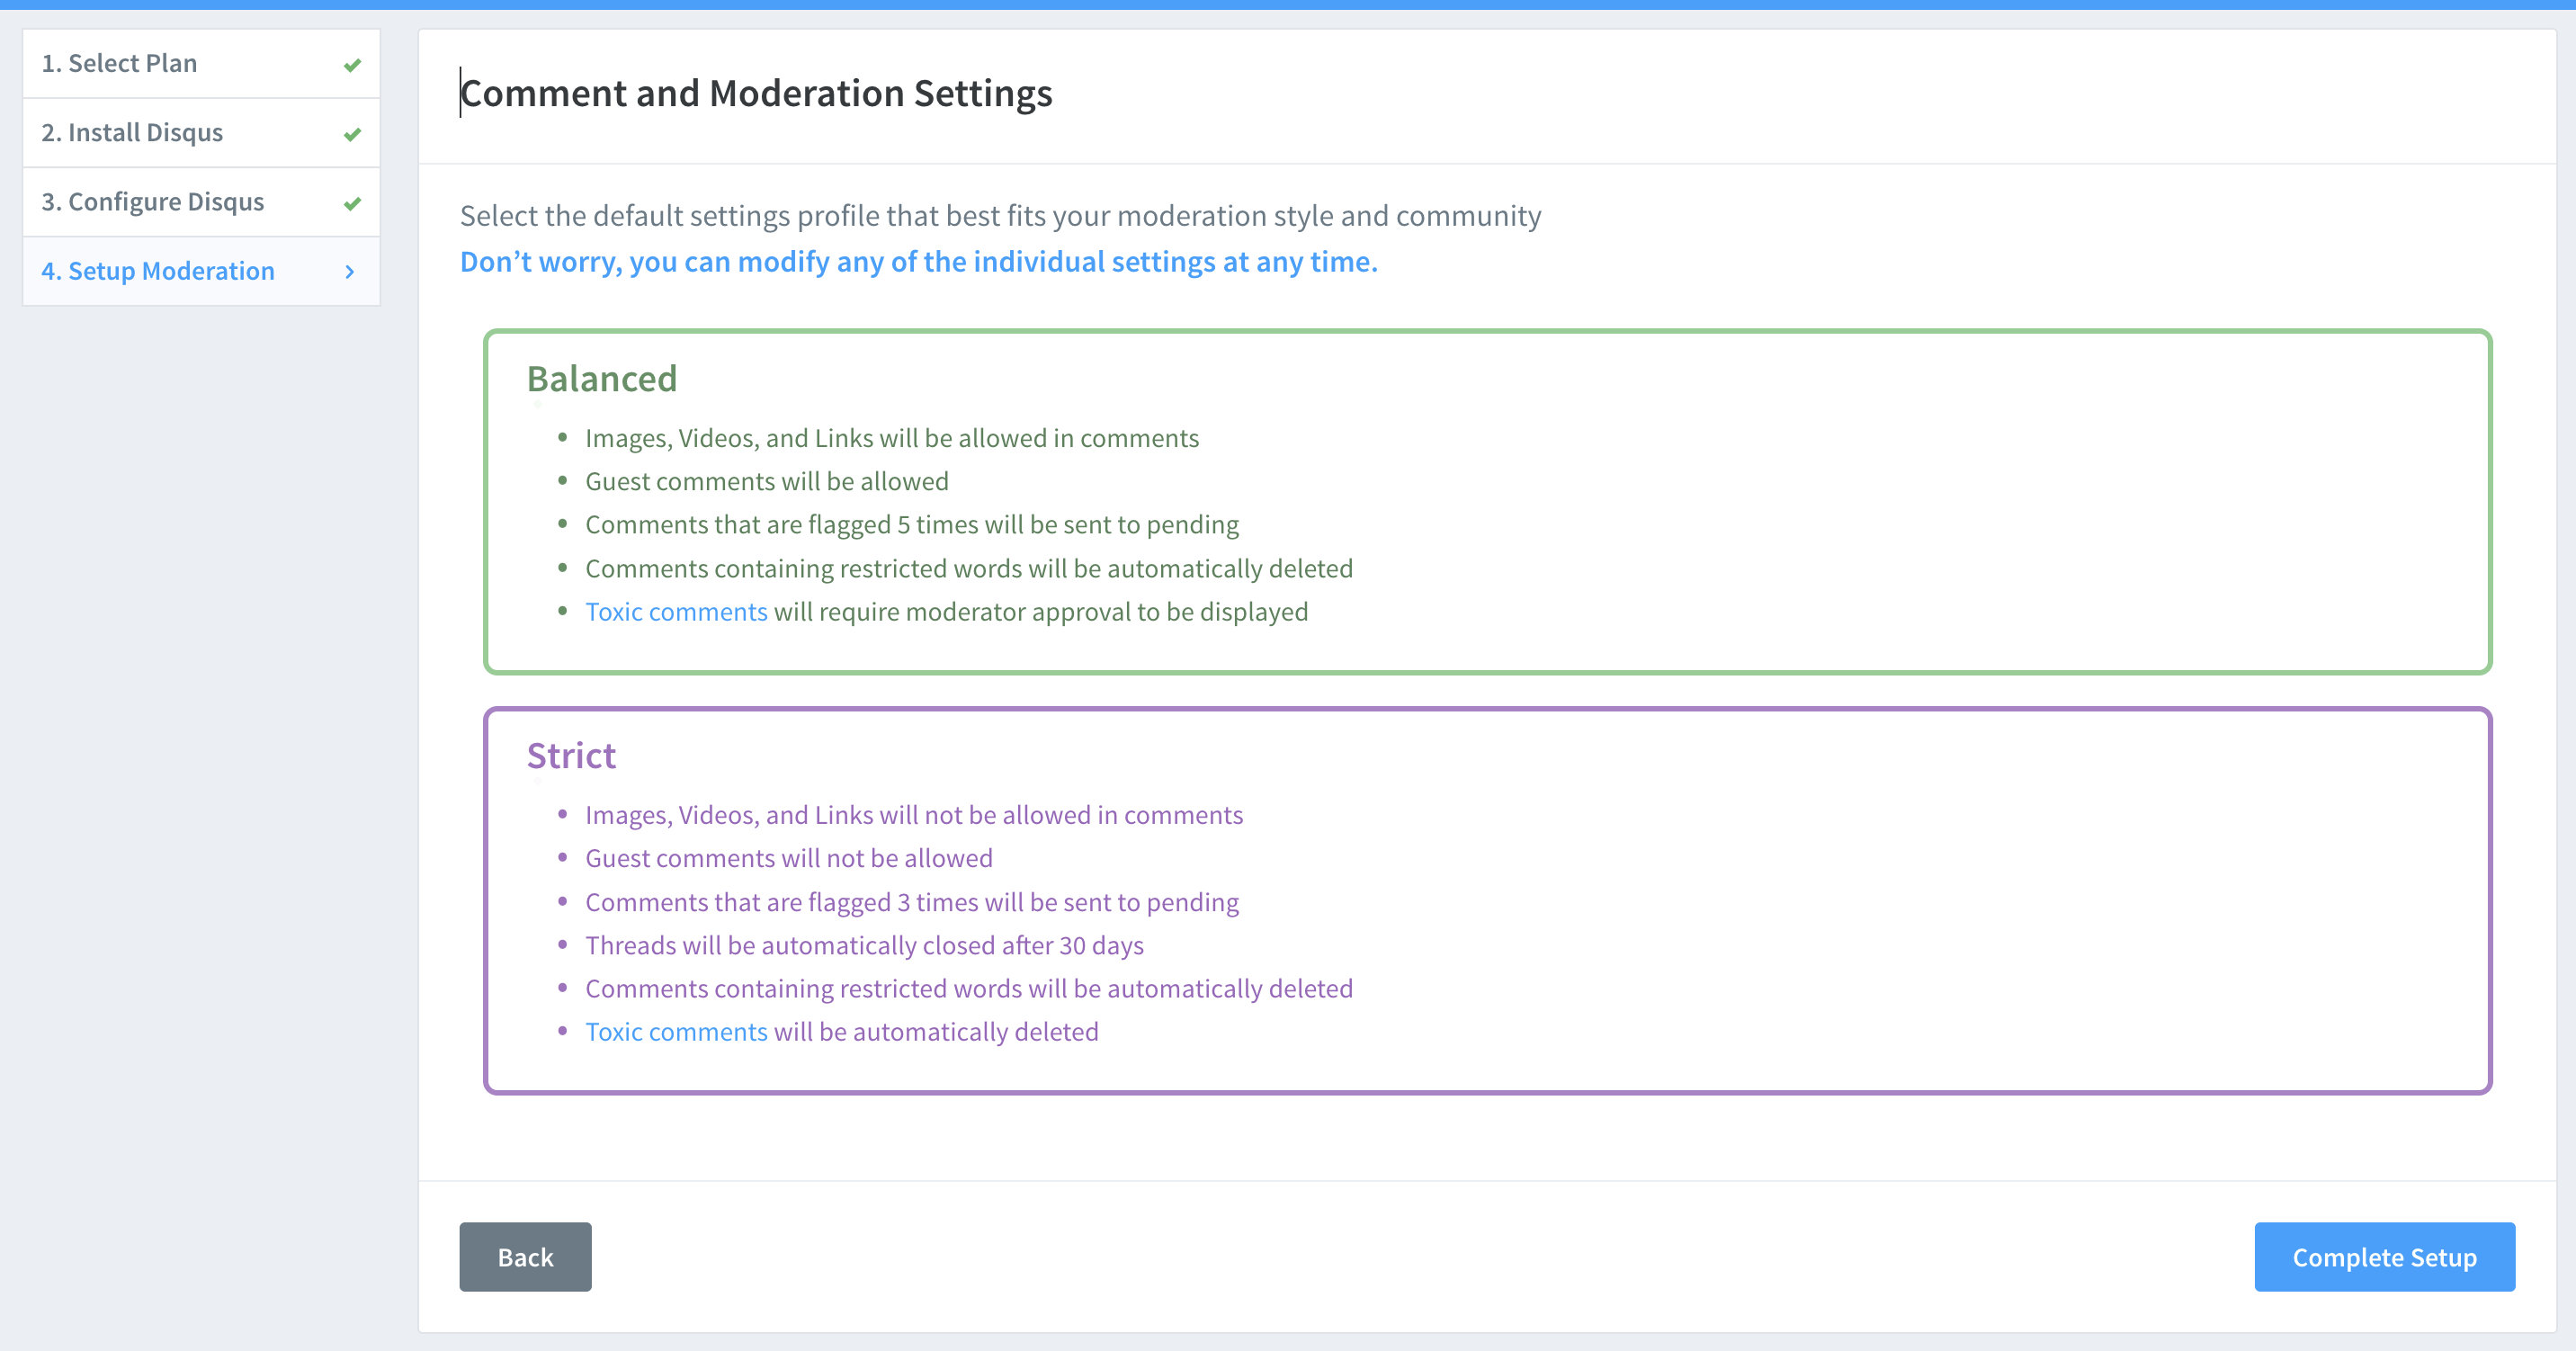 1. Select Plan
2. Install Disqus
3. Configure Disqus
4. Setup Moderation
Comment and Moderation Settings
Select the default settings profile that best fits your moderation style and community
Don’t worry, you can modify any of the individual settings at any time.
Balanced
• Images, Videos, and Links will be allowed in comments
• Guest comments will be allowed
• Comments that are flagged 5 times will be sent to pending
• Comments containing restricted words will be automatically deleted
• Toxic comments will require moderator approval to be displayed
Strict
• Images, Videos, and Links will not be allowed in comments
• Guest comments will not be allowed
• Comments that are flagged 3 times will be sent to pending
• Threads will be automatically closed after 30 days
• Comments containing restricted words will be automatically deleted
• Toxic comments will be automatically deleted
Back
Complete Setup